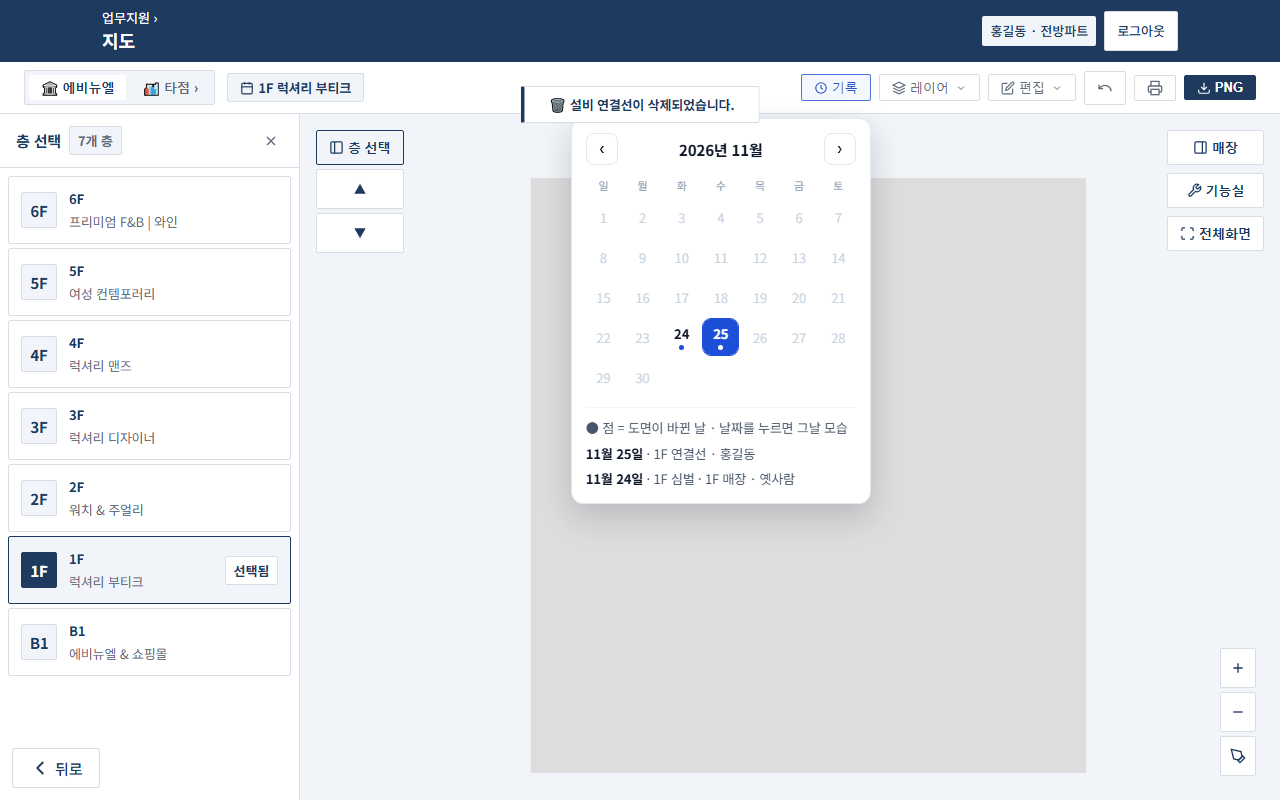 업무지원 ›
지도
홍길동 · 전방파트
로그아웃
에비뉴엘
타점 ›
1F 럭셔리 부티크
기록
레이어
편집
PNG
설비 연결선이 삭제되었습니다.
층 선택
7개 층
×
6F
6F
프리미엄 F&B | 와인
5F
5F
여성 컨템포러리
4F
4F
럭셔리 맨즈
3F
3F
럭셔리 디자이너
2F
2F
워치 & 주얼리
1F
1F
럭셔리 부티크
선택됨
B1
B1
에비뉴엘 & 쇼핑몰
뒤로
층 선택
▲
▼
‹
2026년 11월
›
일 월 화 수 목 금 토
1 2 3 4 5 6 7
8 9 10 11 12 13 14
15 16 17 18 19 20 21
22 23 24 25 26 27 28
29 30
● 점 = 도면이 바뀐 날 · 날짜를 누르면 그날 모습
11월 25일 · 1F 연결선 · 홍길동
11월 24일 · 1F 심벌 · 1F 매장 · 옛사람
매장
기능실
전체화면
+
−